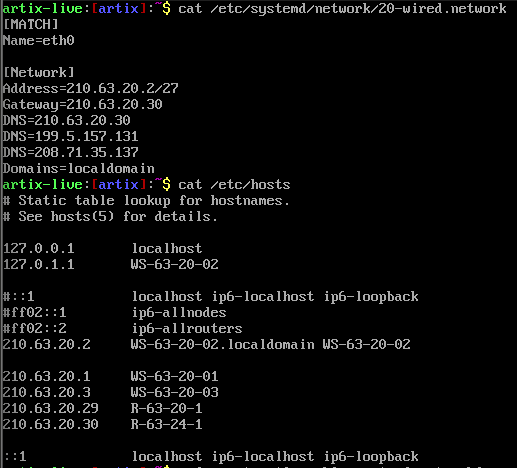 artix-live:[artix]:~$ cat /etc/systemd/network/20-wired.network
[MATCH]
Name=eth0

[Network]
Address=210.63.20.2/27
Gateway=210.63.20.30
DNS=210.63.20.30
DNS=199.5.157.131
DNS=208.71.35.137
Domains=localdomain
artix-live:[artix]:~$ cat /etc/hosts
# Static table lookup for hostnames.
# See hosts(5) for details.

127.0.0.1 localhost
127.0.1.1 WS-63-20-02

#::1 localhost ip6-localhost ip6-loopback
#ff02::1 ip6-allnodes
#ff02::2 ip6-allrouters
210.63.20.2 WS-63-20-02.localdomain WS-63-20-02

210.63.20.1 WS-63-20-01
210.63.20.3 WS-63-20-03
210.63.20.29 R-63-20-1
210.63.20.30 R-63-24-1

::1 localhost ip6-localhost ip6-loopback